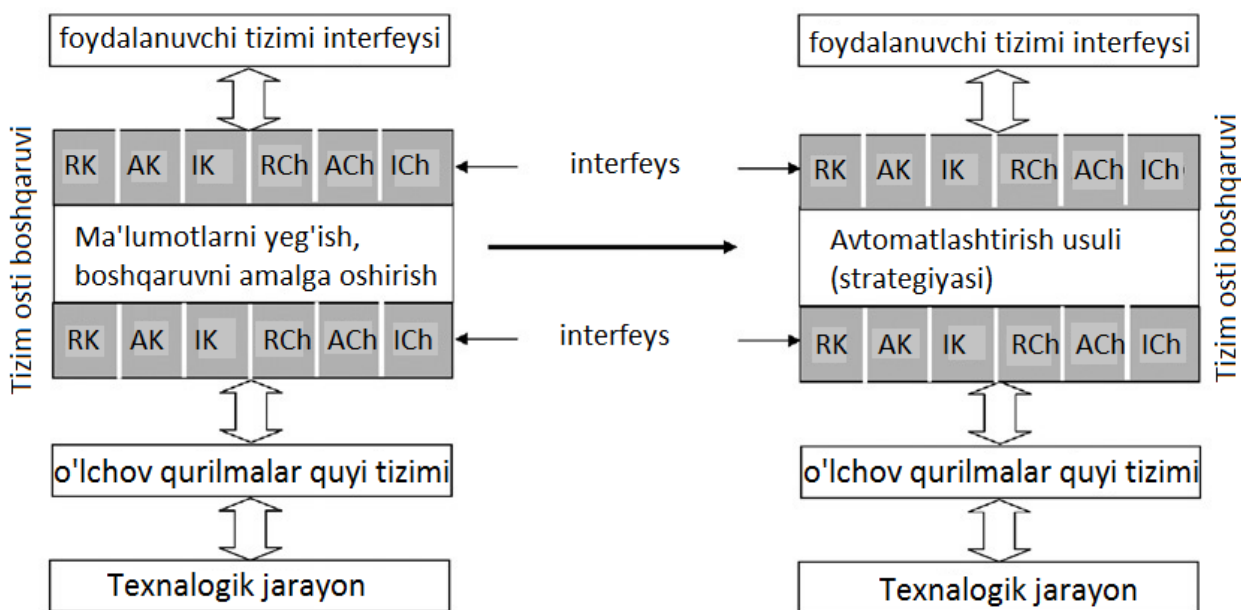 foydalanuvchi tizimi interfeysi
foydalanuvchi tizimi interfeysi
Tizim osti boshqaruvi
RK AK IK RCh ACh ICh
interfeys
RK AK IK RCh ACh ICh
Tizim osti boshqaruvi
Ma'lumotlarni yeg'ish,
boshqaruvni amalga oshirish
Avtomatlashtirish usuli
(strategiyasi)
RK AK IK RCh ACh ICh
interfeys
RK AK IK RCh ACh ICh
o'lchov qurilmalar quyi tizimi
o'lchov qurilmalar quyi tizimi
Texnalogik jarayon
Texnalogik jarayon